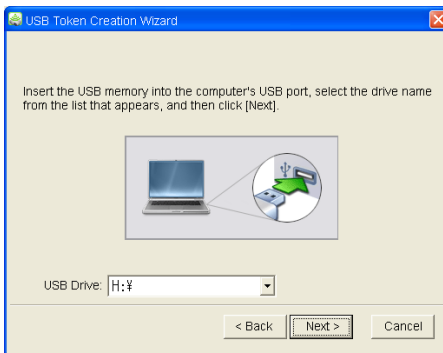 USB Token Creation Wizard
Insert the USB memory into the computer's USB port, select the drive name
from the list that appears, and then click [Next].
USB Drive: H:¥
< Back Next > Cancel